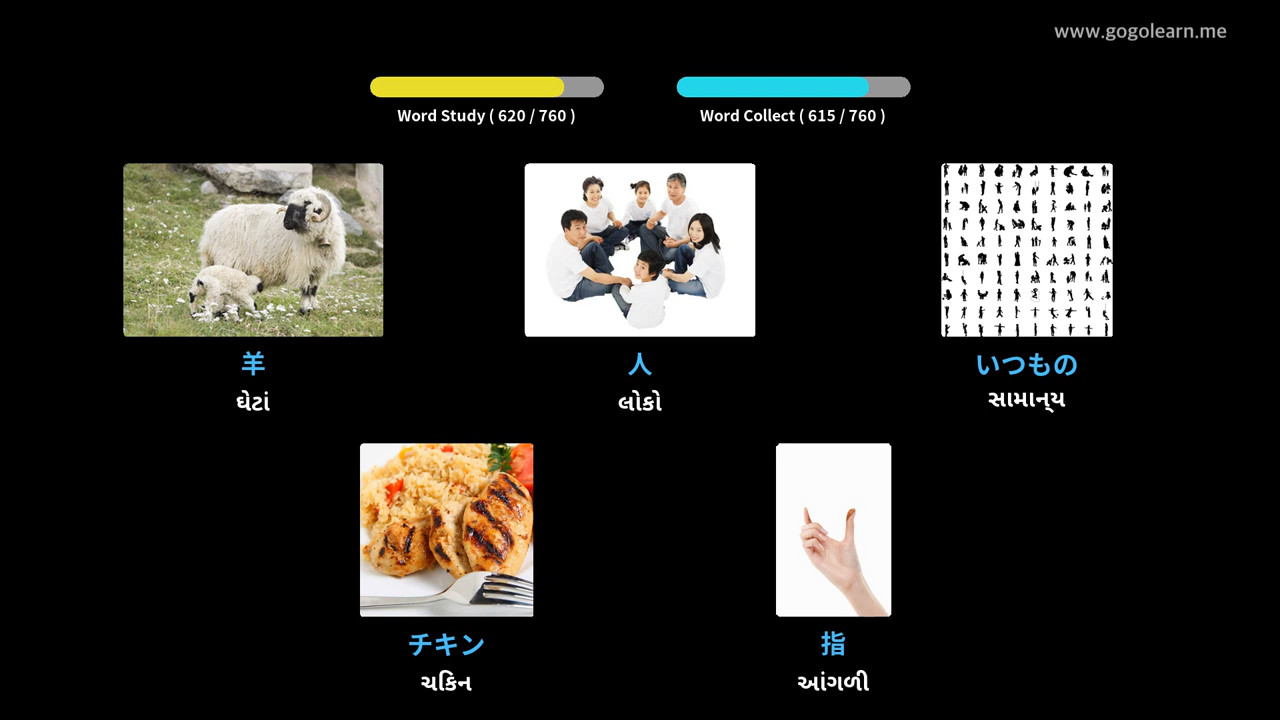 www.gogolearn.me
Word Study ( 620 / 760 )
Word Collect ( 615 / 760 )
羊
ઘેટાં
人
લોકો
いつもの
સામાન્ય
チキン
ચકિન
指
આંગળી